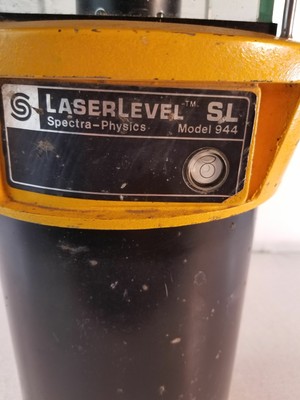 LASERLEVEL™ SL
Spectra-Physics Model 944